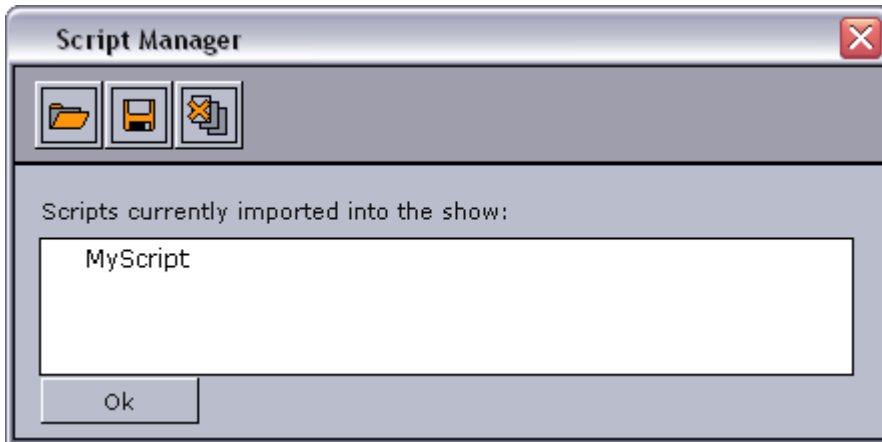 Script Manager
Scripts currently imported into the show:
MyScript
Ok